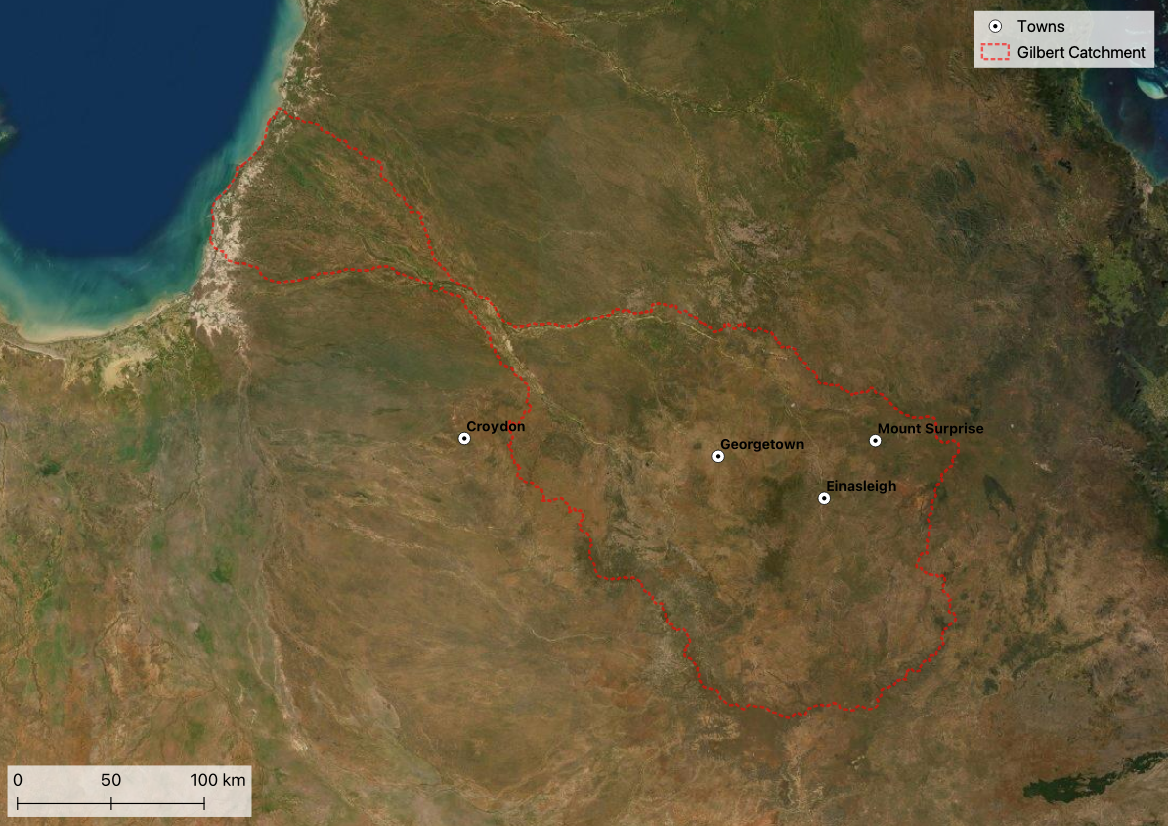 Towns
Gilbert Catchment
Croydon
Mount Surprise
Georgetown
Einasleigh
0 50 100 km